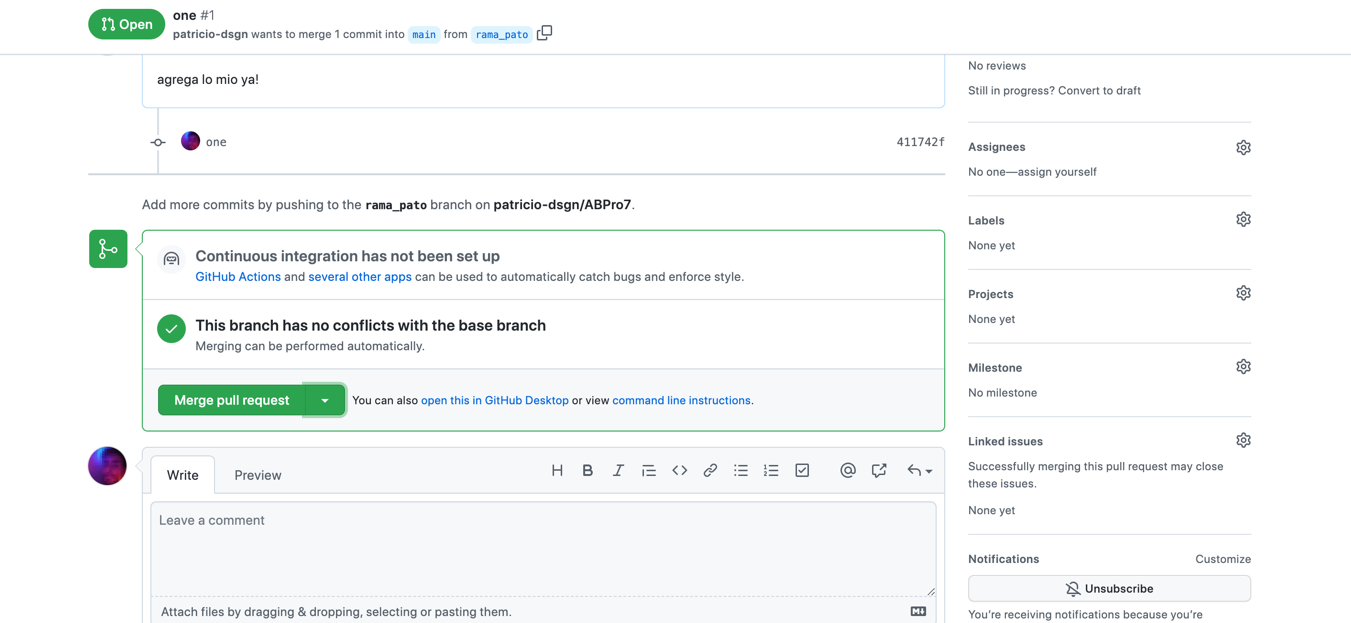 Open
one #1
patricio-dsgn wants to merge 1 commit into main from rama_pato
agrega lo mio ya!
one 411742f
Add more commits by pushing to the rama_pato branch on patricio-dsgn/ABPro7.
Continuous integration has not been set up
GitHub Actions and several other apps can be used to automatically catch bugs and enforce style.
This branch has no conflicts with the base branch
Merging can be performed automatically.
Merge pull request
You can also open this in GitHub Desktop or view command line instructions.
Write Preview
Leave a comment
Attach files by dragging & dropping, selecting or pasting them.
No reviews
Still in progress? Convert to draft
Assignees
No one—assign yourself
Labels
None yet
Projects
None yet
Milestone
No milestone
Linked issues
Successfully merging this pull request may close
these issues.
None yet
Notifications Customize
Unsubscribe
You're receiving notifications because you're